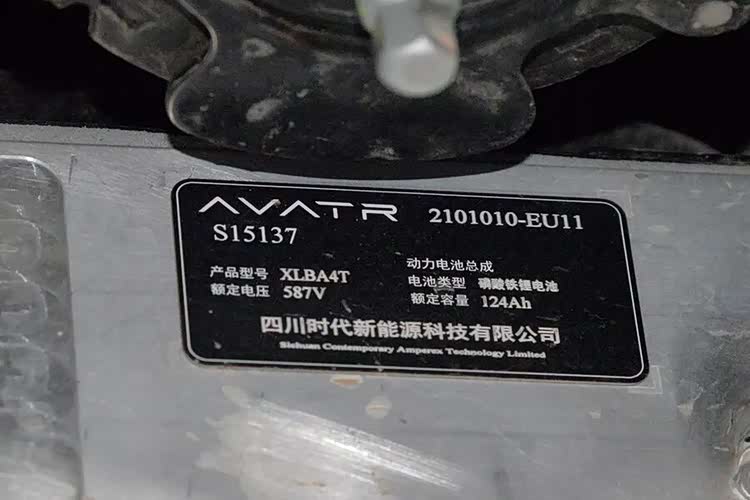 AVATR 2101010-EU11
S15137
动力电池总成
产品型号 XLBA4T 电池类型 磷酸铁锂电池
额定电压 587V 额定容量 124Ah
四川时代新能源科技有限公司
Sichuan Contemporary Amperex Technology Limited